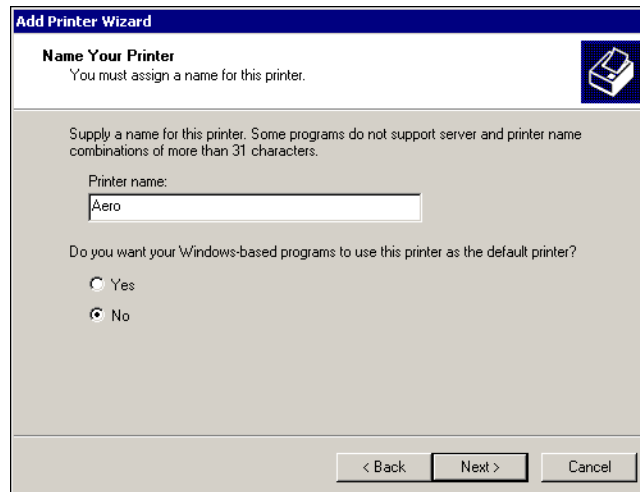 Add Printer Wizard
Name Your Printer
You must assign a name for this printer.
Supply a name for this printer. Some programs do not support server and printer name
combinations of more than 31 characters.
Printer name:
Aero
Do you want your Windows-based programs to use this printer as the default printer?
Yes
No
< Back
Next >
Cancel